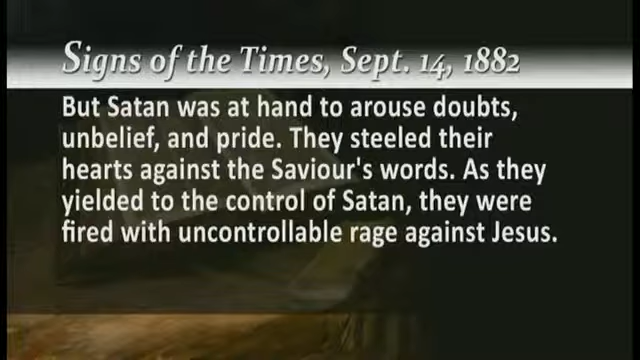 Signs of the Times, Sept. 14, 1882
But Satan was at hand to arouse doubts,
unbelief, and pride. They steeled their
hearts against the Saviour's words. As they
yielded to the control of Satan, they were
fired with uncontrollable rage against Jesus.